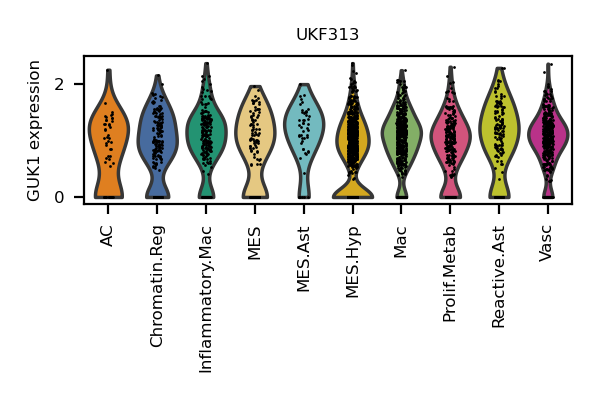 UKF313
GUK1 expression
2
0
AC
Chromatin.Reg
Inflammatory.Mac
MES
MES.Ast
MES.Hyp
Mac
Prolif.Metab
Reactive.Ast
Vasc